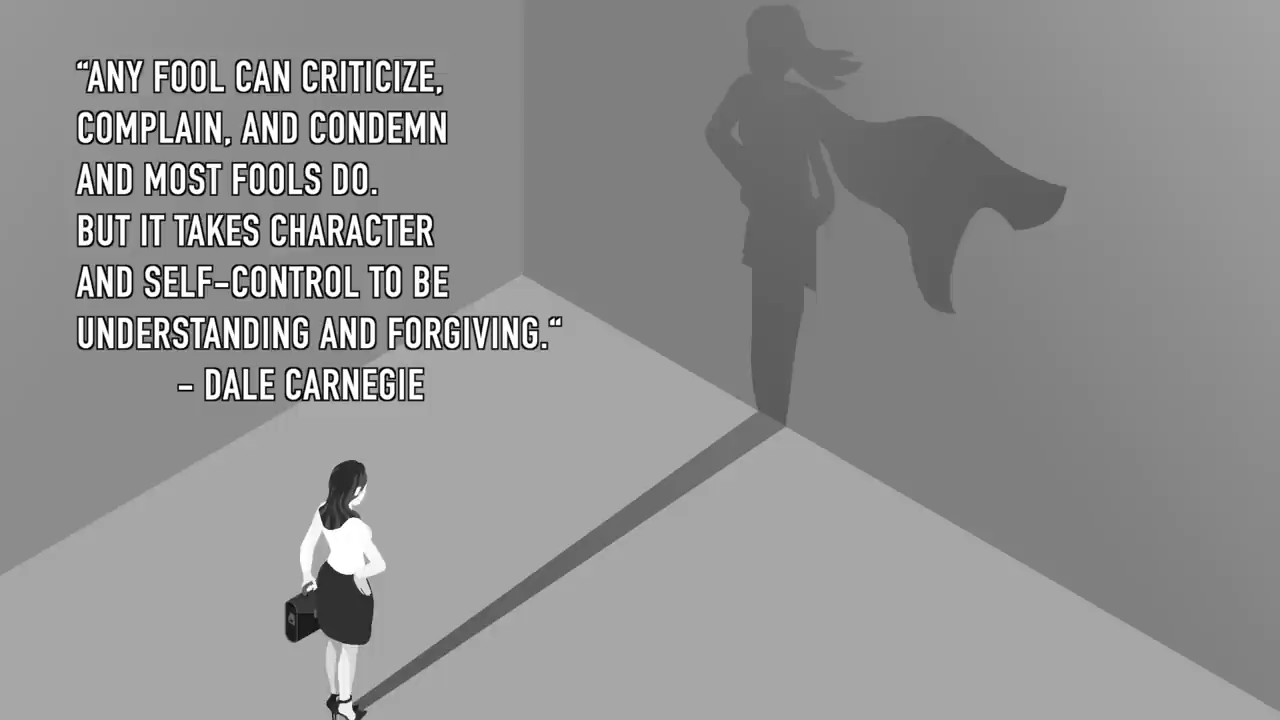 “ANY FOOL CAN CRITICIZE,
COMPLAIN, AND CONDEMN
AND MOST FOOLS DO.
BUT IT TAKES CHARACTER
AND SELF-CONTROL TO BE
UNDERSTANDING AND FORGIVING.“
- DALE CARNEGIE